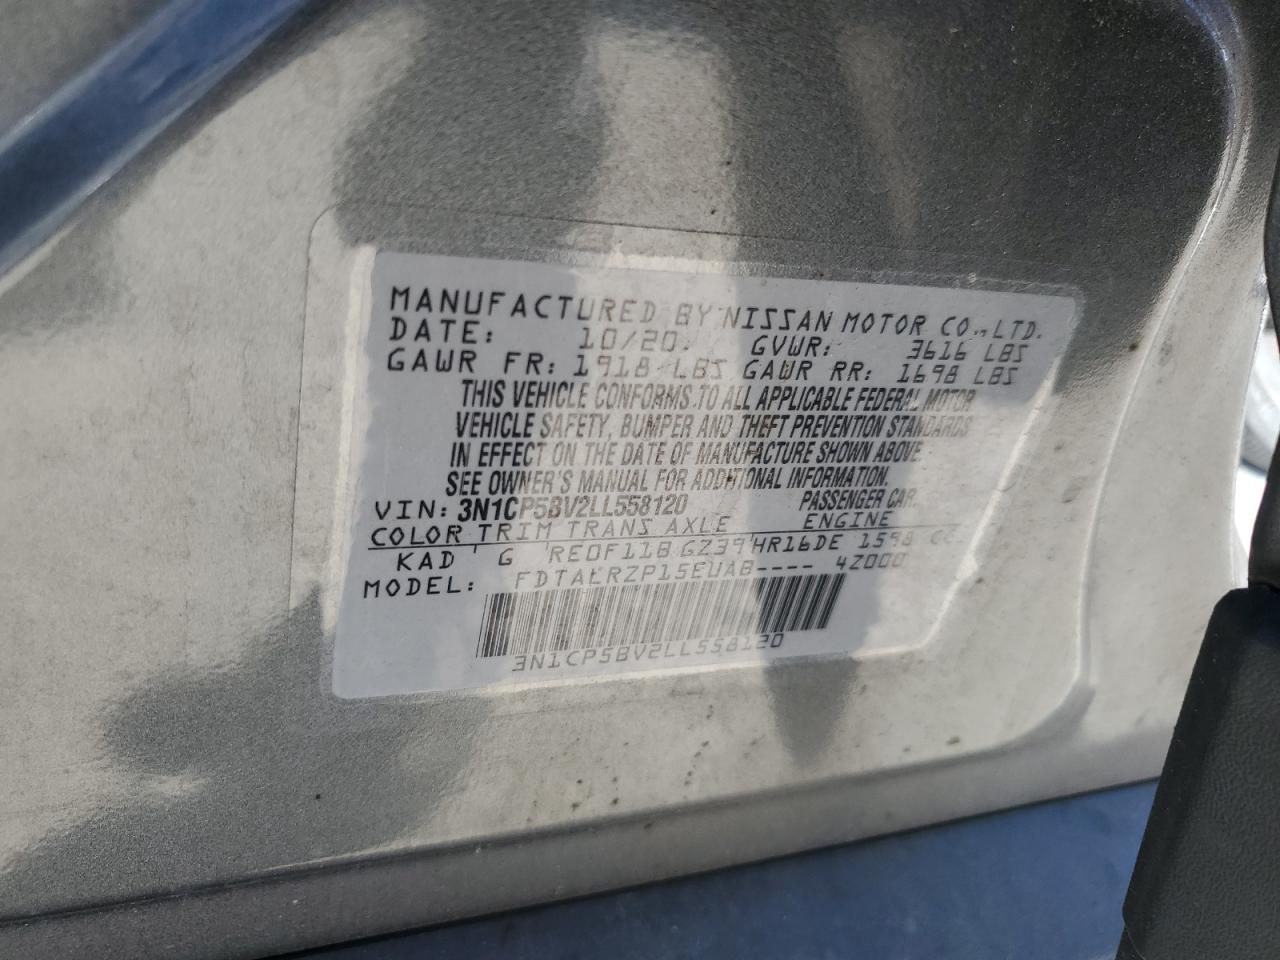 MANUFACTURED BY NISSAN MOTOR CO.,LTD.
DATE: 10/20. GVWR: 3616 LBS
GAWR FR: 1918 LBS GAWR RR: 1698 LBS
THIS VEHICLE CONFORMS TO ALL APPLICABLE FEDERAL MOTOR
VEHICLE SAFETY, BUMPER AND THEFT PREVENTION STANDARDS
IN EFFECT ON THE DATE OF MANUFACTURE SHOWN ABOVE.
SEE OWNER'S MANUAL FOR ADDITIONAL INFORMATION.
VIN: 3N1CP5BV2LL558120 PASSENGER CAR.
COLOR TRIM TRANS AXLE ENGINE
KAD G RE0F11B GZ39 HR16DE 1598 CC
MODEL: FDTALRZP15EUAB---- 4Z000
3N1CP5BV2LL558120